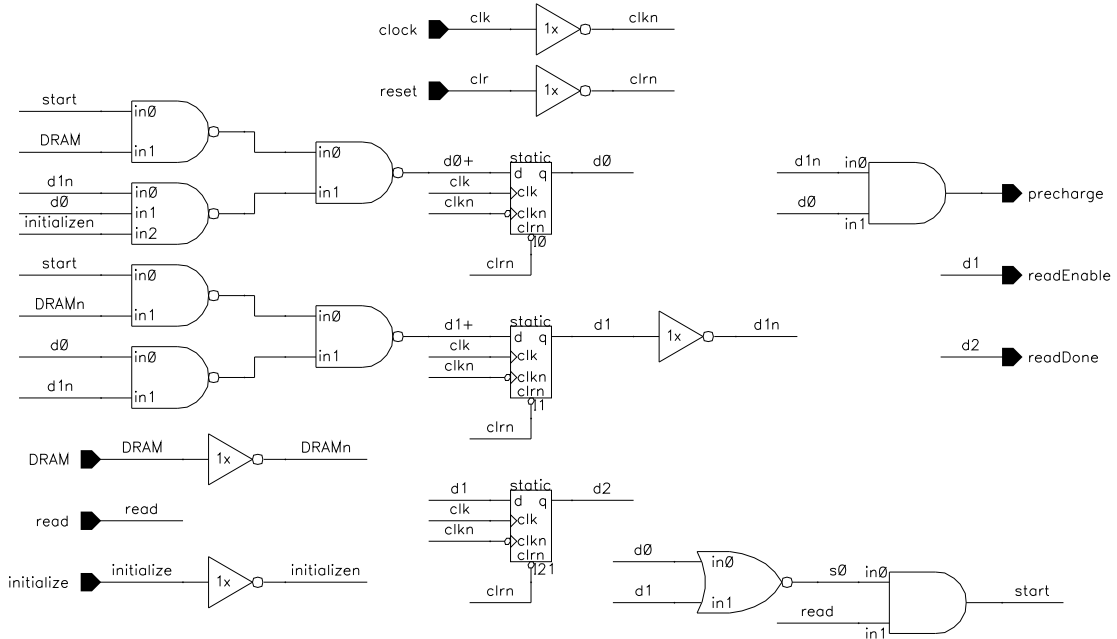 clock clk 1x clkn
reset clr 1x clrn
start in0
DRAM in1
in0 d0+ static d q d0
d1n in0
d0 in1
initializen in2
in1 clk clk
clkn clkn
clrn
I0
clrn
d1n in0 precharge
d0 in1
start in0
DRAMn in1
in0 d1+ static d q d1 1x d1n
d0 in0
d1n in1
in1 clk clk
clkn clkn
clrn
I1
clrn
d1 readEnable
d2 readDone
DRAM DRAM 1x DRAMn
read read
initialize initialize 1x initializen
static
d1 d q d2
clk clk
clkn clkn
clrn
I21
clrn
d0 in0 s0 in0 start
d1 in1 read in1